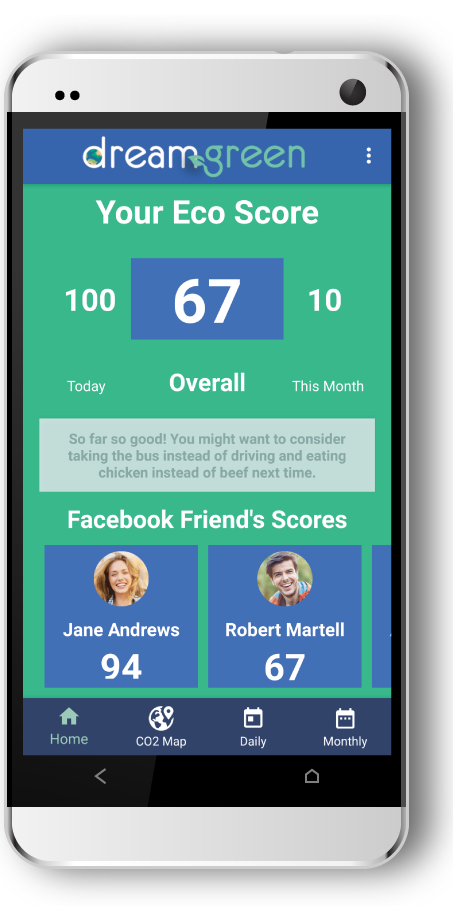 dreamgreen
Your Eco Score
100
67
10
Today
Overall
This Month
So far so good! You might want to consider
taking the bus instead of driving and eating
chicken instead of beef next time.
Facebook Friend's Scores
Jane Andrews
94
Robert Martell
67
Home
CO2 Map
Daily
Monthly